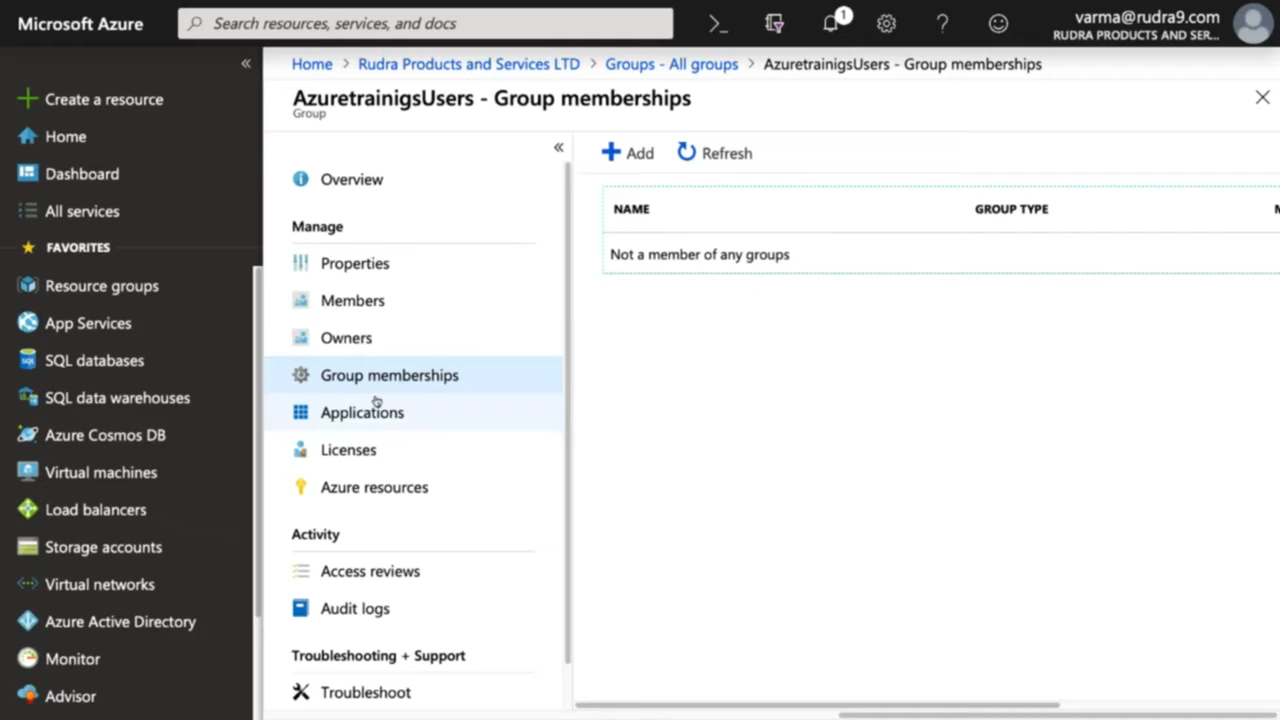 Microsoft Azure
Search resources, services, and docs
1
varma@rudra9.com
RUDRA PRODUCTS AND SER...
Home > Rudra Products and Services LTD > Groups - All groups > AzuretrainigsUsers - Group memberships
AzuretrainigsUsers - Group memberships
Group
Create a resource
Home
Dashboard
All services
FAVORITES
Resource groups
App Services
SQL databases
SQL data warehouses
Azure Cosmos DB
Virtual machines
Load balancers
Storage accounts
Virtual networks
Azure Active Directory
Monitor
Advisor
Overview
Manage
Properties
Members
Owners
Group memberships
Applications
Licenses
Azure resources
Activity
Access reviews
Audit logs
Troubleshooting + Support
Troubleshoot
Add Refresh
NAME GROUP TYPE
Not a member of any groups